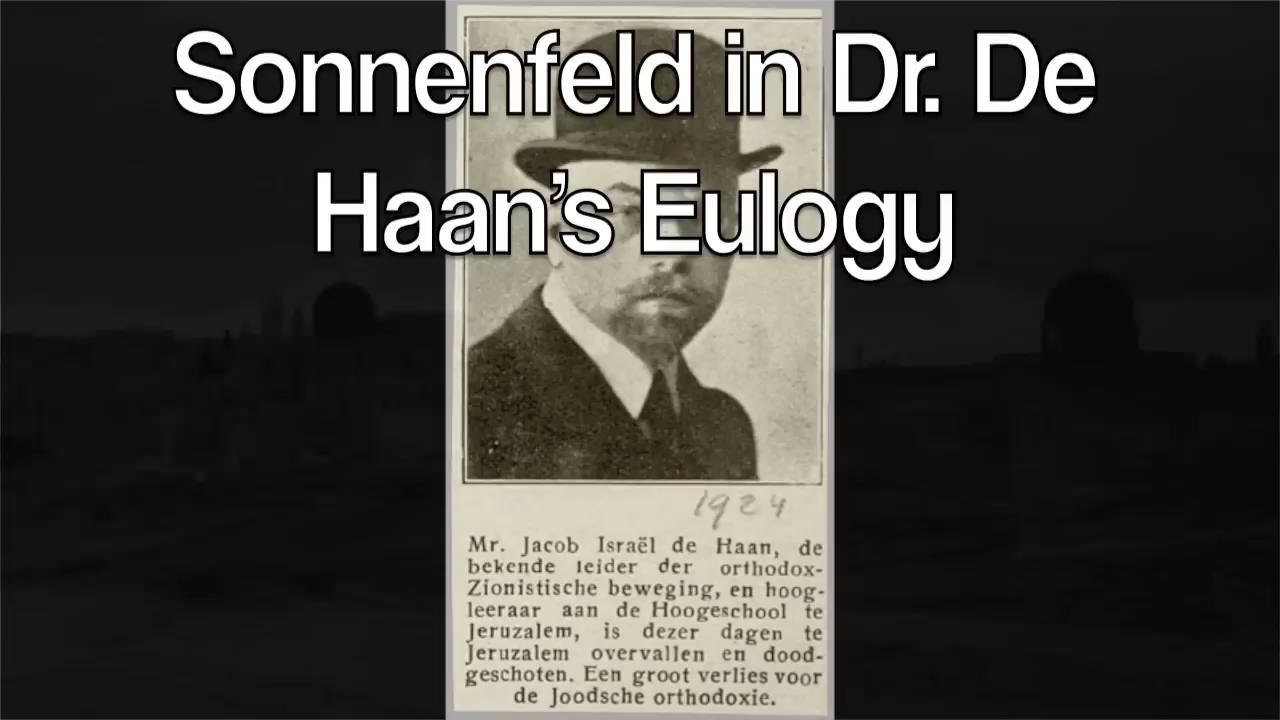 Sonnenfeld in Dr. De
Haan’s Eulogy
1924
Mr. Jacob Israël de Haan, de
bekende leider der orthodox-
Zionistische beweging, en hoog-
leeraar aan de Hoogeschool te
Jeruzalem, is dezer dagen te
Jeruzalem overvallen en dood-
geschoten. Een groot verlies voor
de Joodsche orthodoxie.